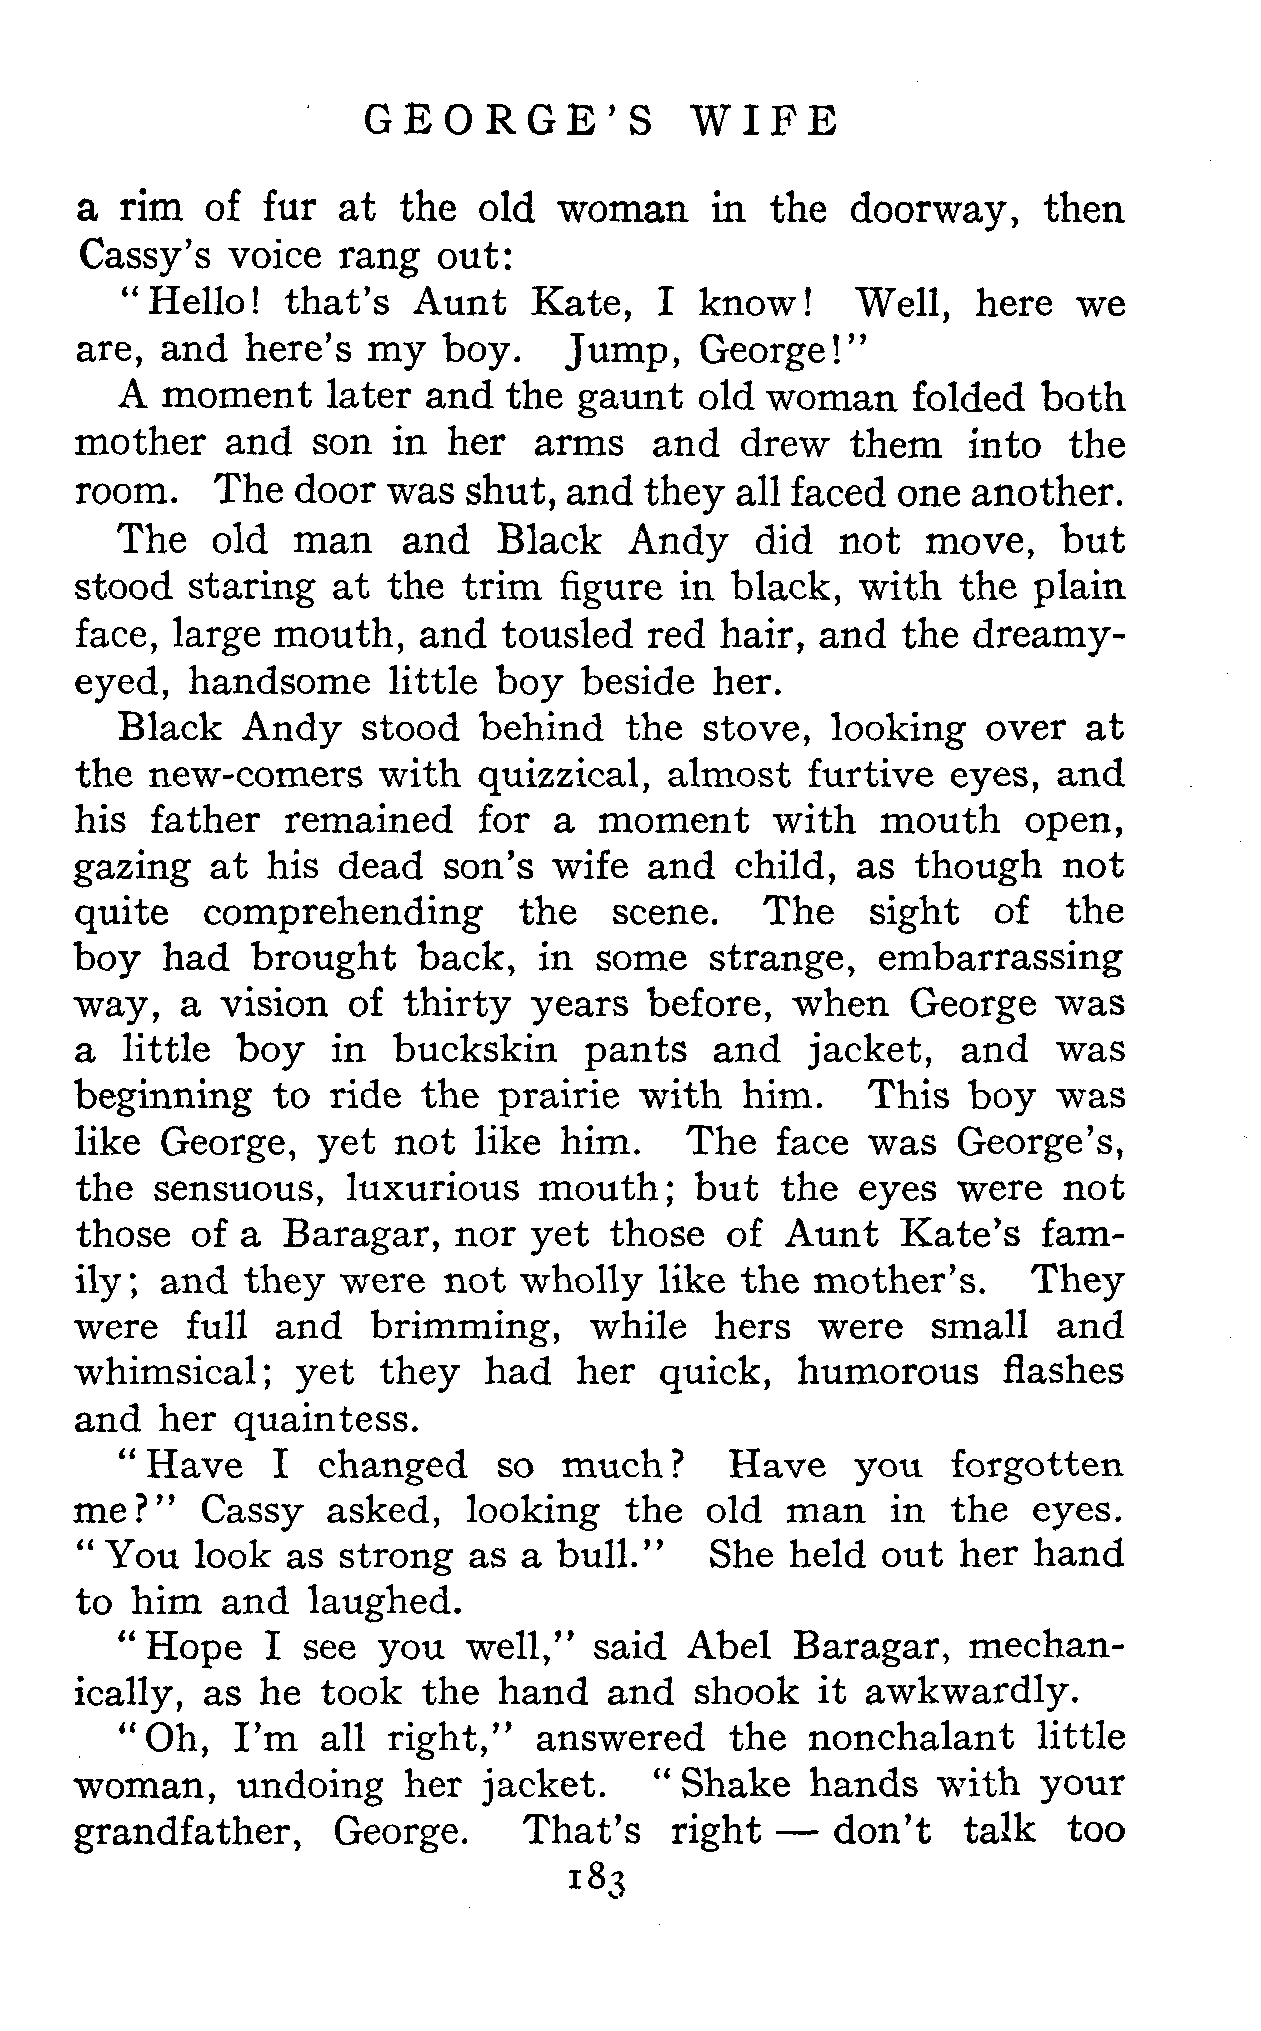 GEORGE'S WIFE
a rim of fur at the old woman in the doorway, then
Cassy's voice rang out:
"Hello! that's Aunt Kate, I know! Well, here we
are, and here's my boy. Jump, George!"
A moment later and the gaunt old woman folded both
mother and son in her arms and drew them into the
room. The door was shut, and they all faced one another.
The old man and Black Andy did not move, but
stood staring at the trim figure in black, with the plain
face, large mouth, and tousled red hair, and the dreamy-
eyed, handsome little boy beside her.
Black Andy stood behind the stove, looking over at
the new-comers with quizzical, almost furtive eyes, and
his father remained for a moment with mouth open,
gazing at his dead son's wife and child, as though not
quite comprehending the scene. The sight of the
boy had brought back, in some strange, embarrassing
way, a vision of thirty years before, when George was
a little boy in buckskin pants and jacket, and was
beginning to ride the prairie with him. This boy was
like George, yet not like him. The face was George's,
the sensuous, luxurious mouth; but the eyes were not
those of a Baragar, nor yet those of Aunt Kate's fam-
ily; and they were not wholly like the mother's. They
were full and brimming, while hers were small and
whimsical; yet they had her quick, humorous flashes
and her quaintess.
"Have I changed so much? Have you forgotten
me?" Cassy asked, looking the old man in the eyes.
"You look as strong as a bull." She held out her hand
to him and laughed.
"Hope I see you well," said Abel Baragar, mechan-
ically, as he took the hand and shook it awkwardly.
"Oh, I'm all right," answered the nonchalant little
woman, undoing her jacket. "Shake hands with your
grandfather, George. That's right — don't talk too
183